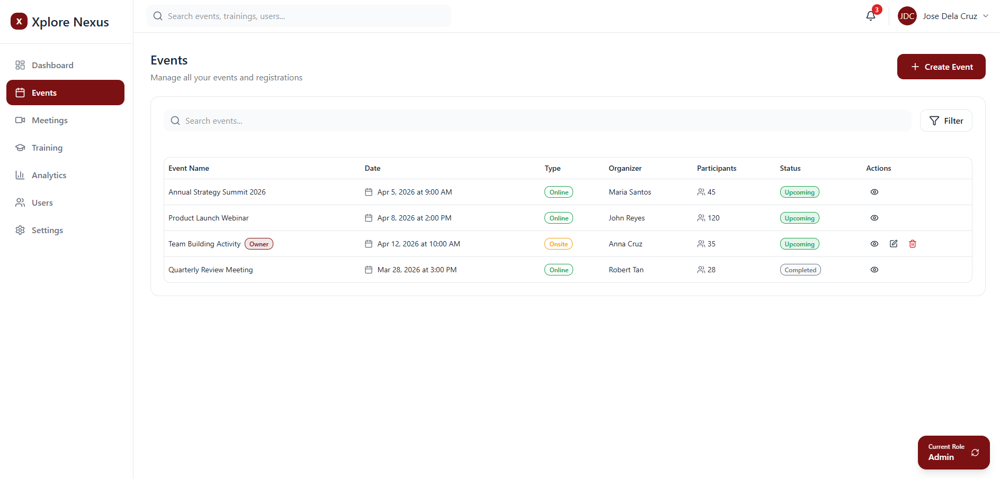 X Xplore Nexus
Search events, trainings, users...
3
JDC Jose Dela Cruz
Dashboard
Events
Meetings
Training
Analytics
Users
Settings
Events
Manage all your events and registrations
Create Event
Search events...
Filter
Event Name Date Type Organizer Participants Status Actions
Annual Strategy Summit 2026 Apr 5, 2026 at 9:00 AM Online Maria Santos 45 Upcoming
Product Launch Webinar Apr 8, 2026 at 2:00 PM Online John Reyes 120 Upcoming
Team Building Activity Owner Apr 12, 2026 at 10:00 AM Onsite Anna Cruz 35 Upcoming
Quarterly Review Meeting Mar 28, 2026 at 3:00 PM Online Robert Tan 28 Completed
Current Role
Admin